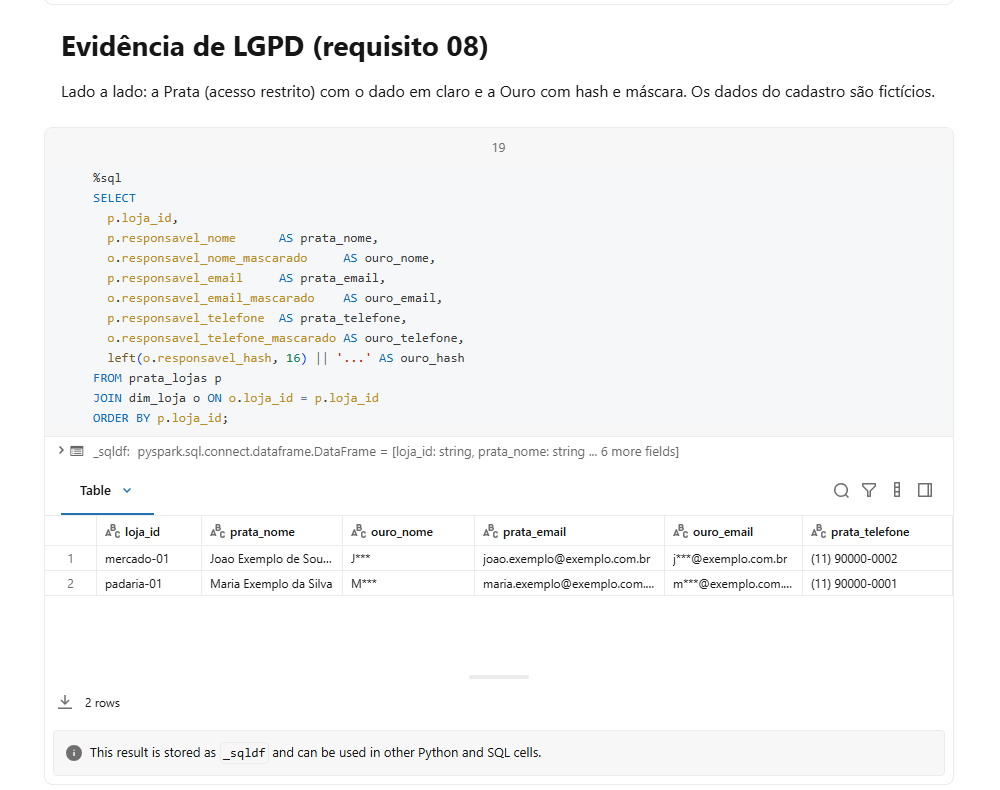 Evidência de LGPD (requisito 08)
Lado a lado: a Prata (acesso restrito) com o dado em claro e a Ouro com hash e máscara. Os dados do cadastro são fictícios.
19
%sql
SELECT
p.loja_id,
p.responsavel_nome AS prata_nome,
o.responsavel_nome_mascarado AS ouro_nome,
p.responsavel_email AS prata_email,
o.responsavel_email_mascarado AS ouro_email,
p.responsavel_telefone AS prata_telefone,
o.responsavel_telefone_mascarado AS ouro_telefone,
left(o.responsavel_hash, 16) || '...' AS ouro_hash
FROM prata_lojas p
JOIN dim_loja o ON o.loja_id = p.loja_id
ORDER BY p.loja_id;
_sqldf: pyspark.sql.connect.dataframe.DataFrame = [loja_id: string, prata_nome: string ... 6 more fields]
Table
ABC loja_id ABC prata_nome ABC ouro_nome ABC prata_email ABC ouro_email ABC prata_telefone
1 mercado-01 Joao Exemplo de Sou... J*** joao.exemplo@exemplo.com.br j***@exemplo.com.br (11) 90000-0002
2 padaria-01 Maria Exemplo da Silva M*** maria.exemplo@exemplo.com.... m***@exemplo.com.... (11) 90000-0001
2 rows
This result is stored as _sqldf and can be used in other Python and SQL cells.